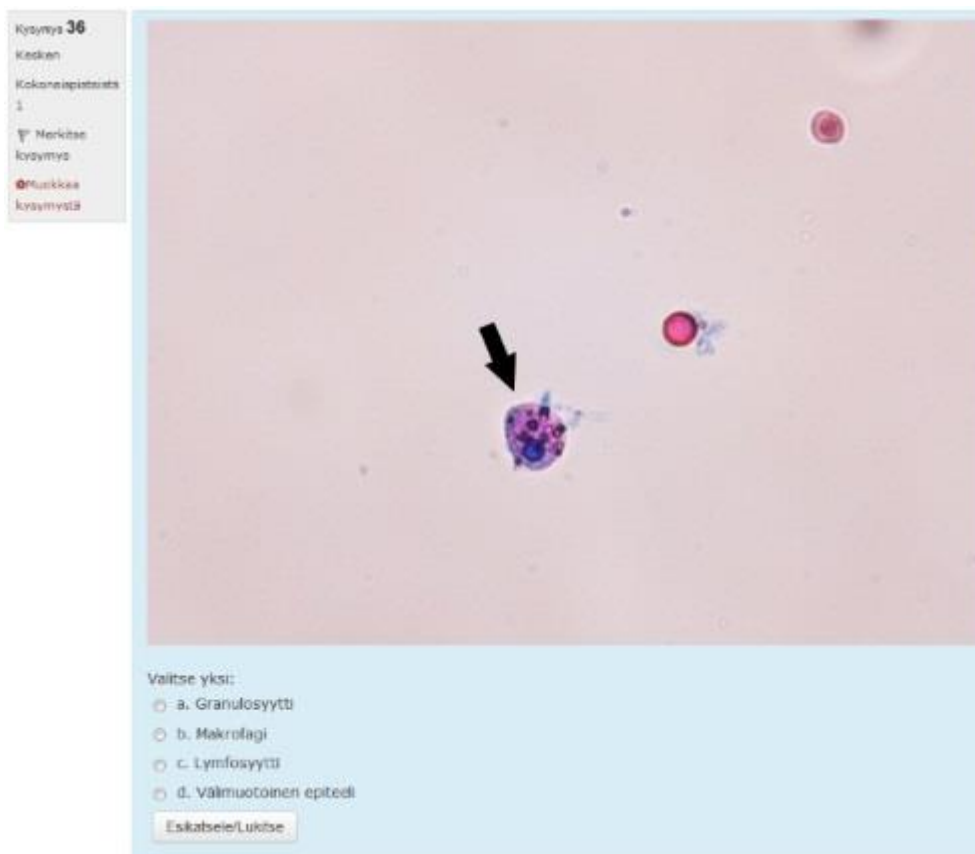 Kysymys 36
Kesken
Kokonaispisteistä
1
Merkitse
kysymys
Muokkaa
kysymystä
Valitse yksi:
a. Granulosyytti
b. Makrofagi
c. Lymfosyytti
d. Välimuotoinen epiteeli
Esikatsele/Lukitse